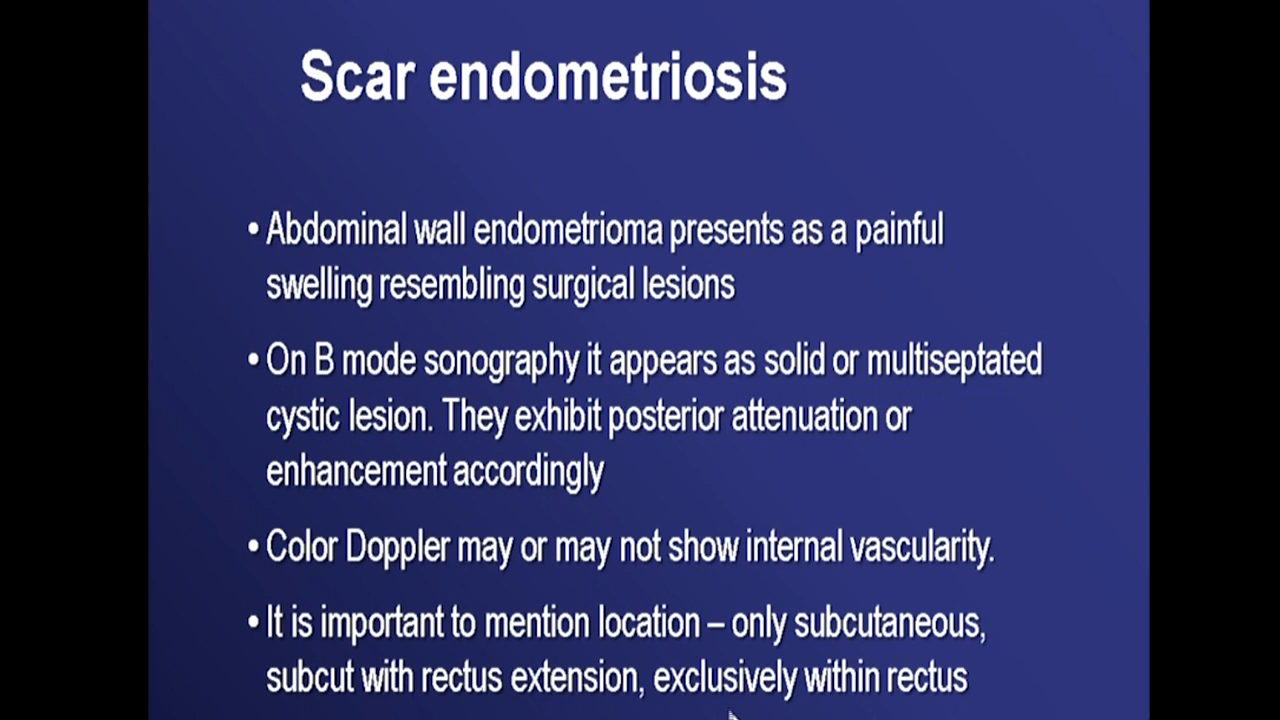 Scar endometriosis
• Abdominal wall endometrioma presents as a painful
swelling resembling surgical lesions
• On B mode sonography it appears as solid or multiseptated
cystic lesion. They exhibit posterior attenuation or
enhancement accordingly
• Color Doppler may or may not show internal vascularity.
• It is important to mention location – only subcutaneous,
subcut with rectus extension, exclusively within rectus